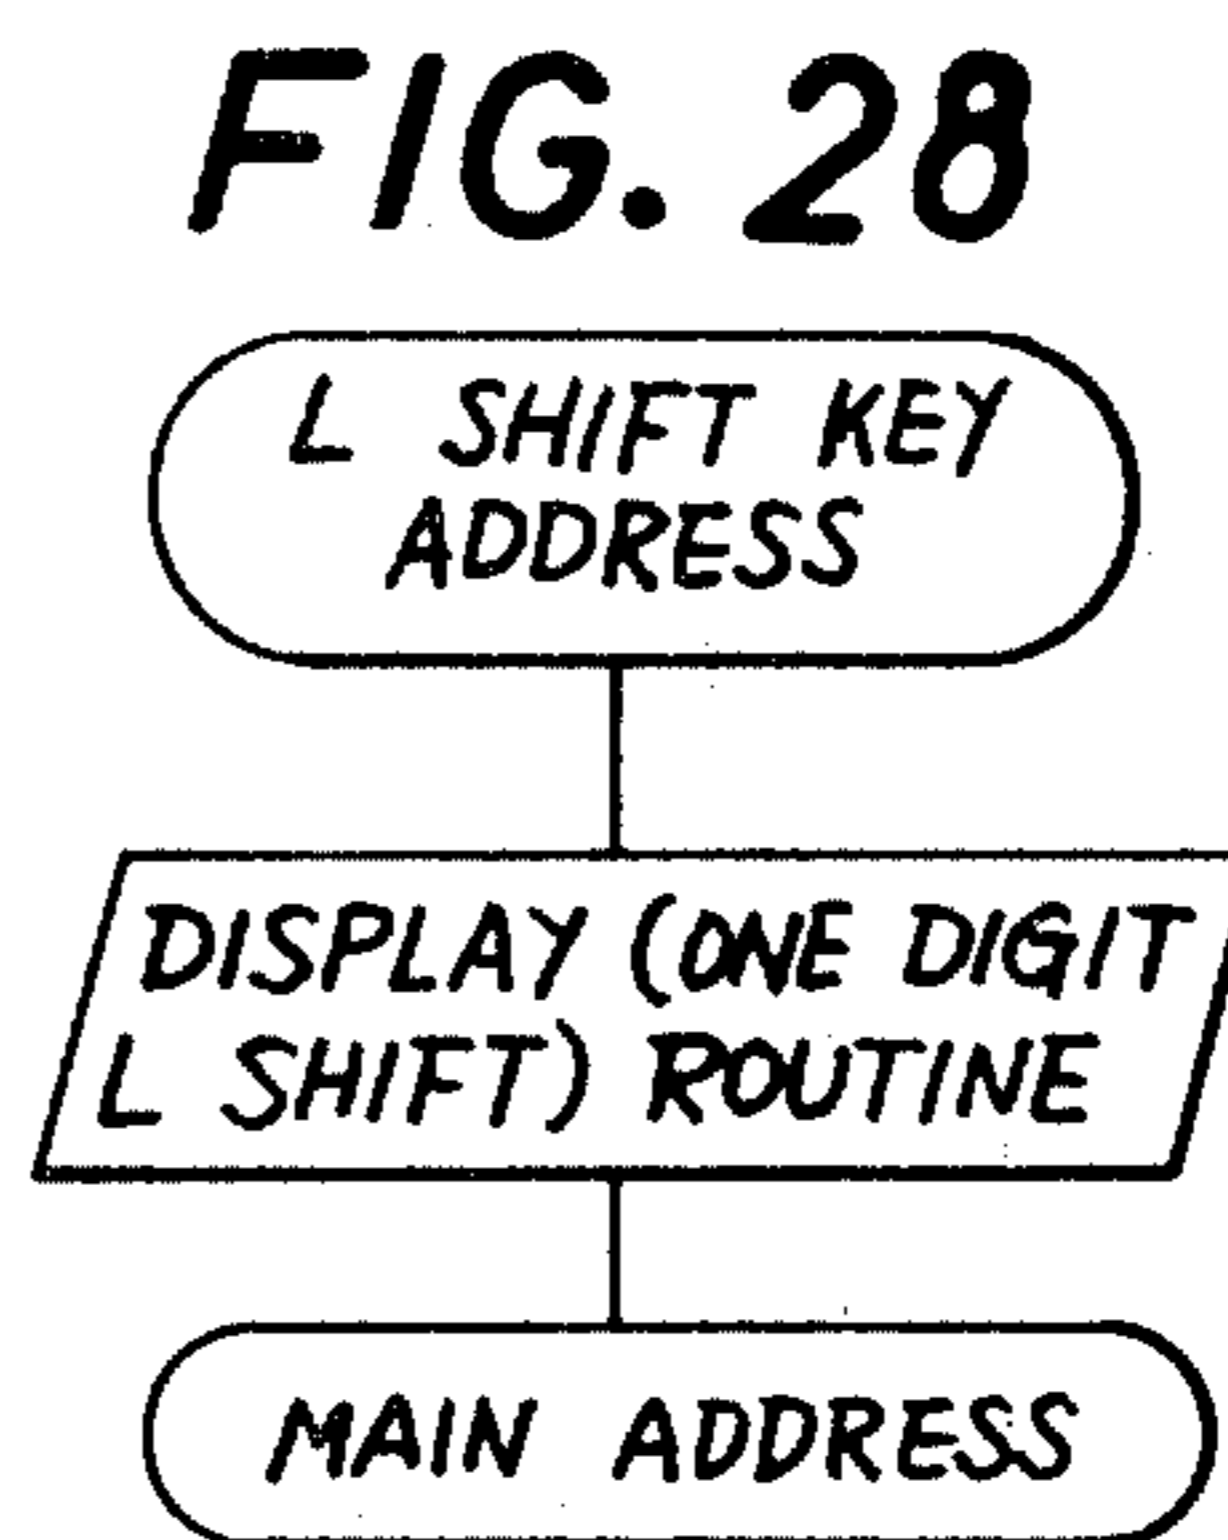 FIG. 28
L SHIFT KEY
ADDRESS
DISPLAY (ONE DIGIT
L SHIFT) ROUTINE
MAIN ADDRESS